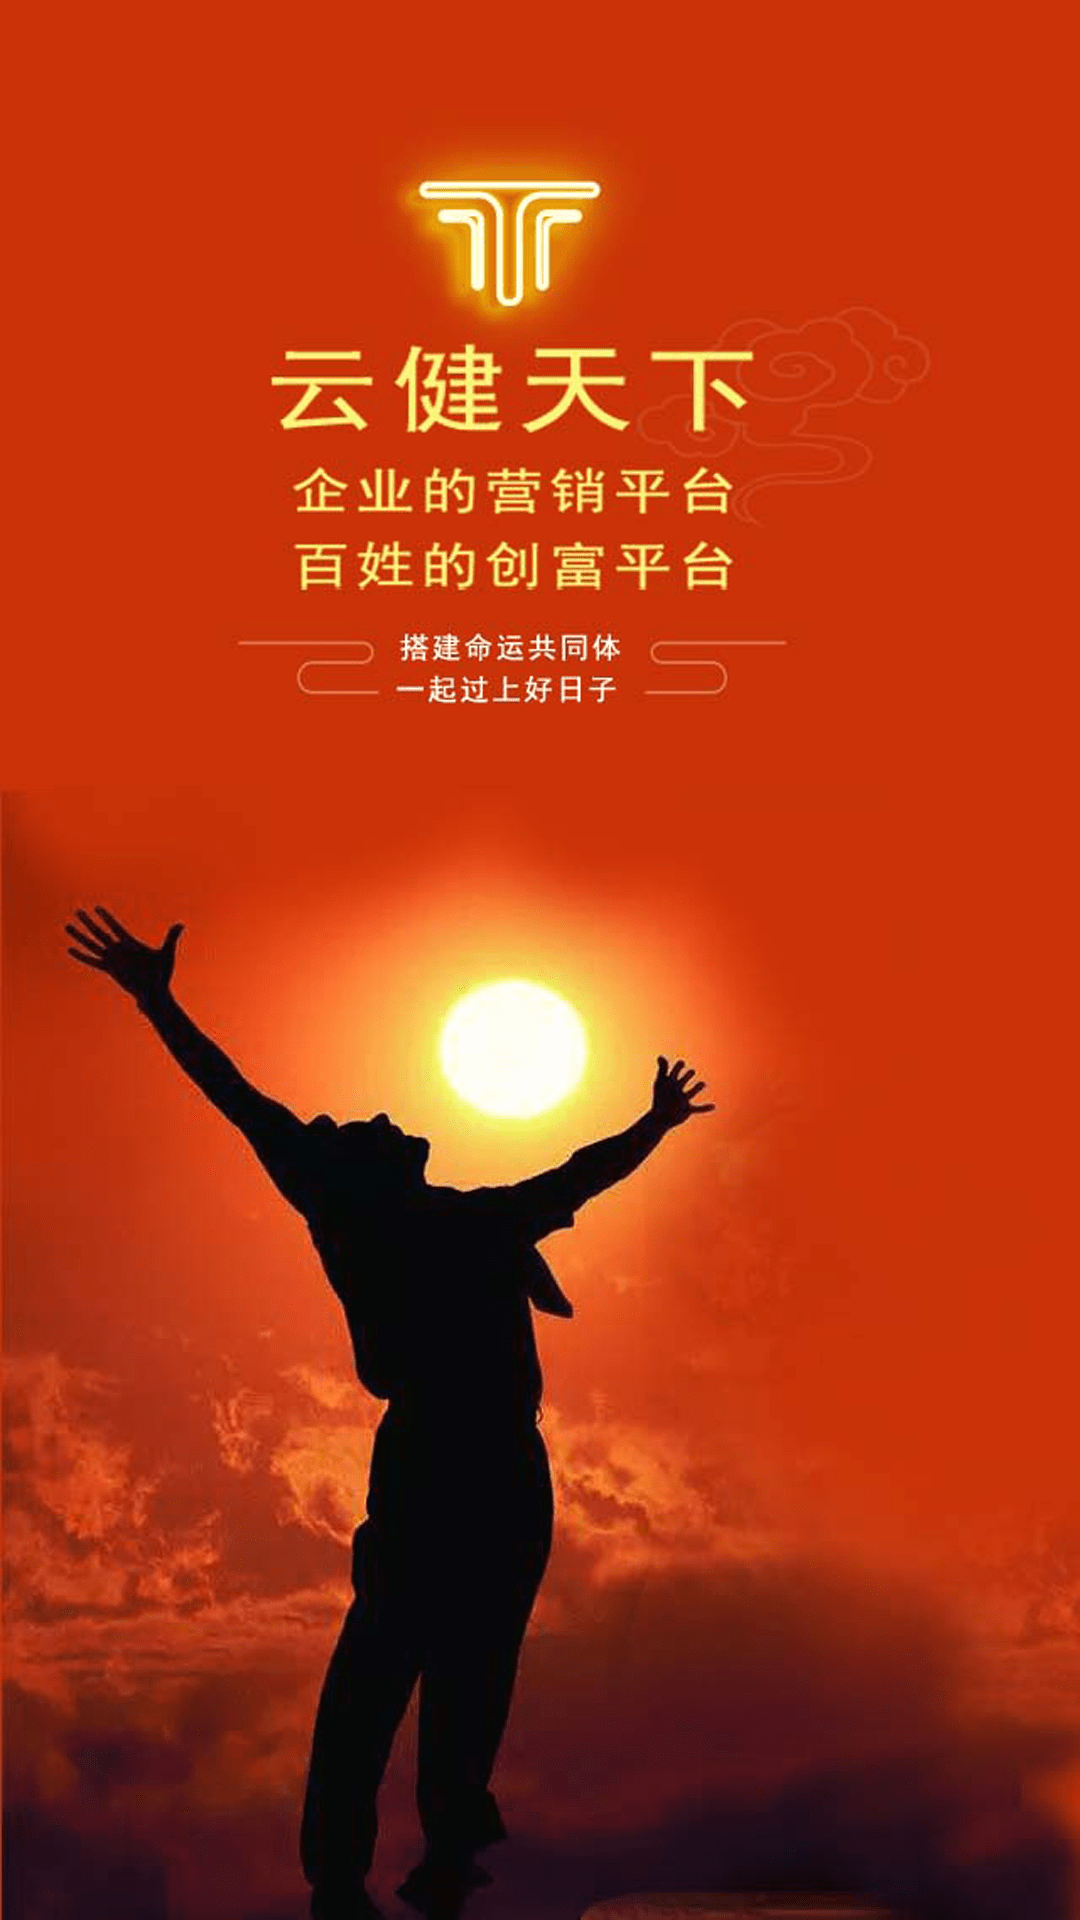 云健天下
企业的营销平台
百姓的创富平台
搭建命运共同体
一起过上好日子